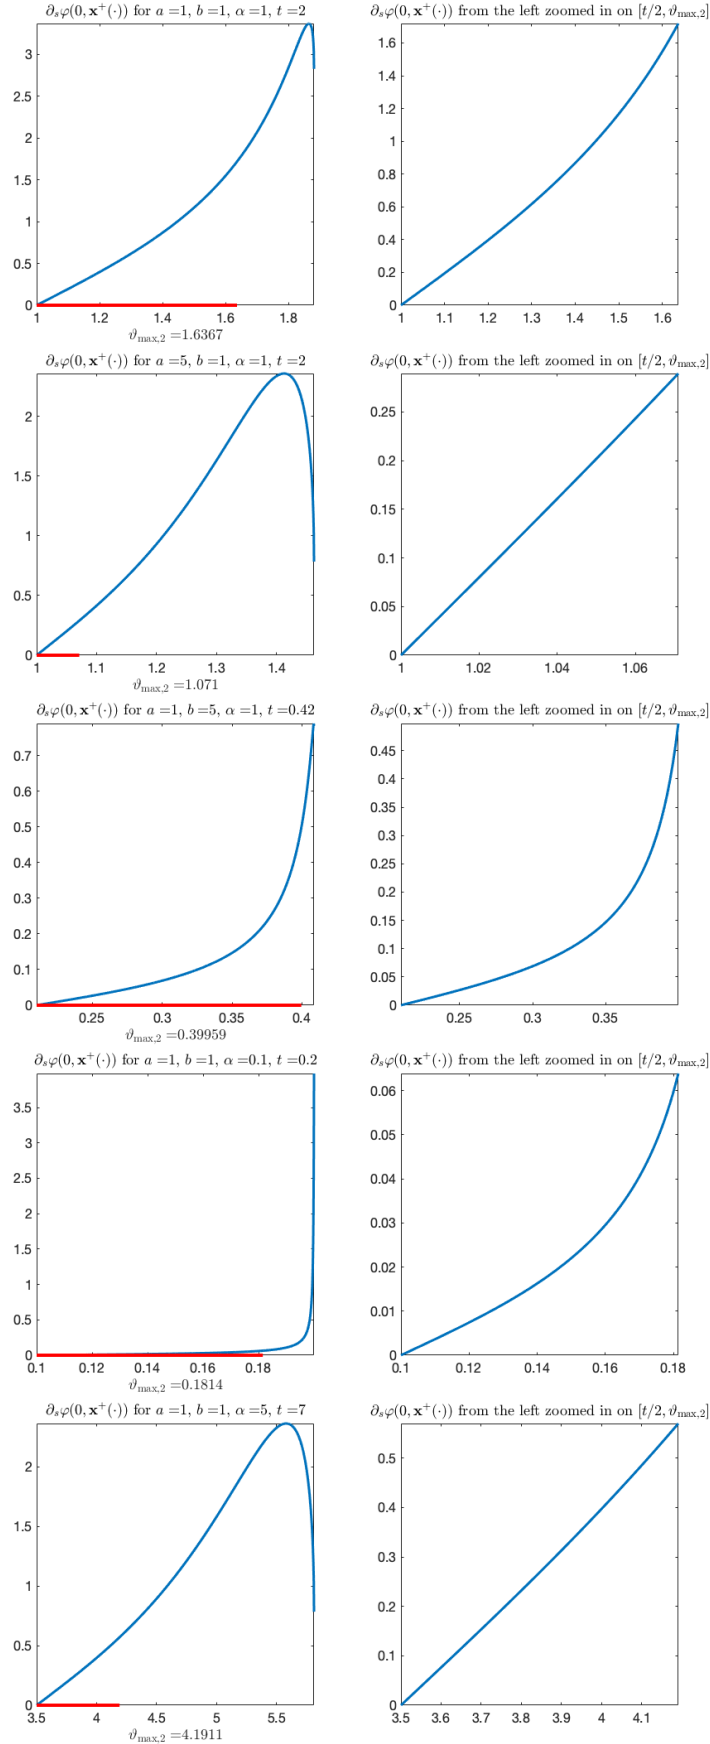 ∂ₛφ(0, x⁺(·)) for a =1, b =1, α =1, t =2
3
2.5
2
1.5
1
0.5
0
1 1.2 1.4 1.6 1.8
ϑmax,2 =1.6367
∂ₛφ(0, x⁺(·)) from the left zoomed in on [t/2, ϑmax,2]
1.6
1.4
1.2
1
0.8
0.6
0.4
0.2
0
1 1.1 1.2 1.3 1.4 1.5 1.6
∂ₛφ(0, x⁺(·)) for a =5, b =1, α =1, t =2
2
1.5
1
0.5
0
1 1.1 1.2 1.3 1.4
ϑmax,2 =1.071
∂ₛφ(0, x⁺(·)) from the left zoomed in on [t/2, ϑmax,2]
0.25
0.2
0.15
0.1
0.05
0
1 1.02 1.04 1.06
∂ₛφ(0, x⁺(·)) for a =1, b =5, α =1, t =0.42
0.7
0.6
0.5
0.4
0.3
0.2
0.1
0
0.25 0.3 0.35 0.4
ϑmax,2 =0.39959
∂ₛφ(0, x⁺(·)) from the left zoomed in on [t/2, ϑmax,2]
0.45
0.4
0.35
0.3
0.25
0.2
0.15
0.1
0.05
0
0.25 0.3 0.35
∂ₛφ(0, x⁺(·)) for a =1, b =1, α =0.1, t =0.2
3.5
3
2.5
2
1.5
1
0.5
0
0.1 0.12 0.14 0.16 0.18
ϑmax,2 =0.1814
∂ₛφ(0, x⁺(·)) from the left zoomed in on [t/2, ϑmax,2]
0.06
0.05
0.04
0.03
0.02
0.01
0
0.1 0.12 0.14 0.16 0.18
∂ₛφ(0, x⁺(·)) for a =1, b =1, α =5, t =7
2
1.5
1
0.5
0
3.5 4 4.5 5 5.5
ϑmax,2 =4.1911
∂ₛφ(0, x⁺(·)) from the left zoomed in on [t/2, ϑmax,2]
0.5
0.4
0.3
0.2
0.1
0
3.5 3.6 3.7 3.8 3.9 4 4.1